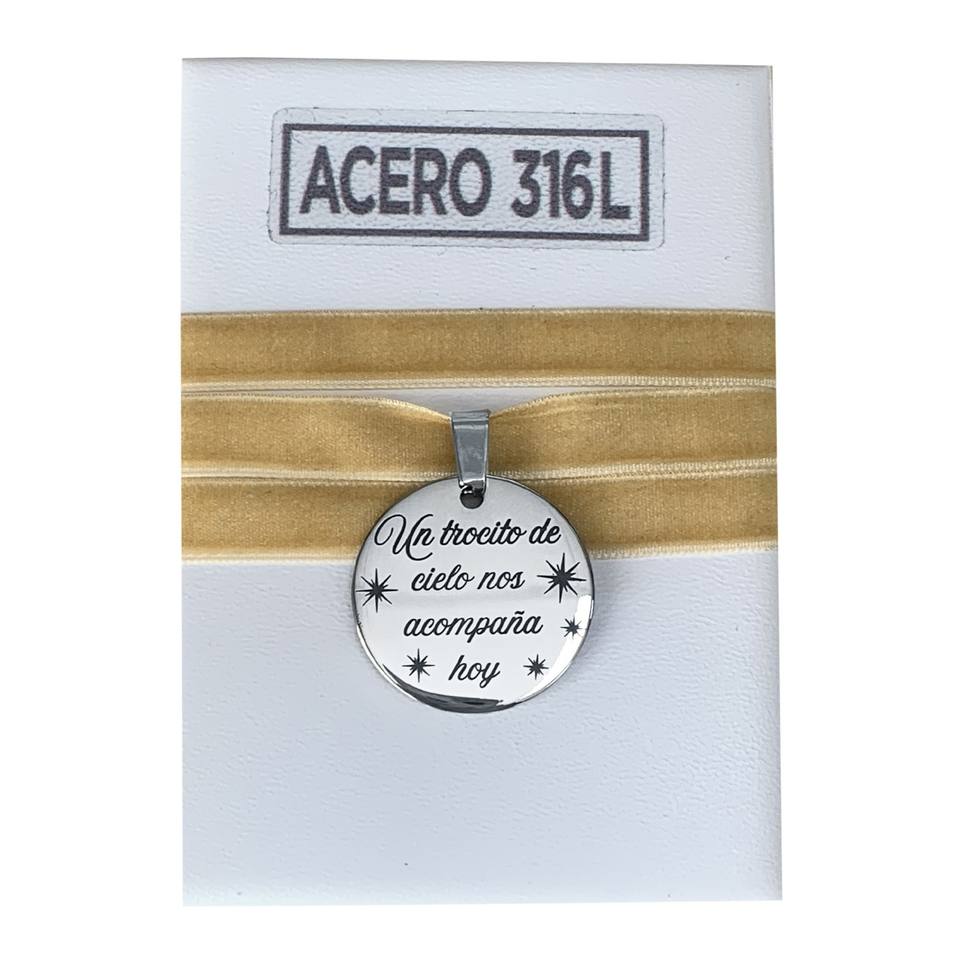 ACERO 316L
Un trocito de
cielo nos
acompaña
hoy